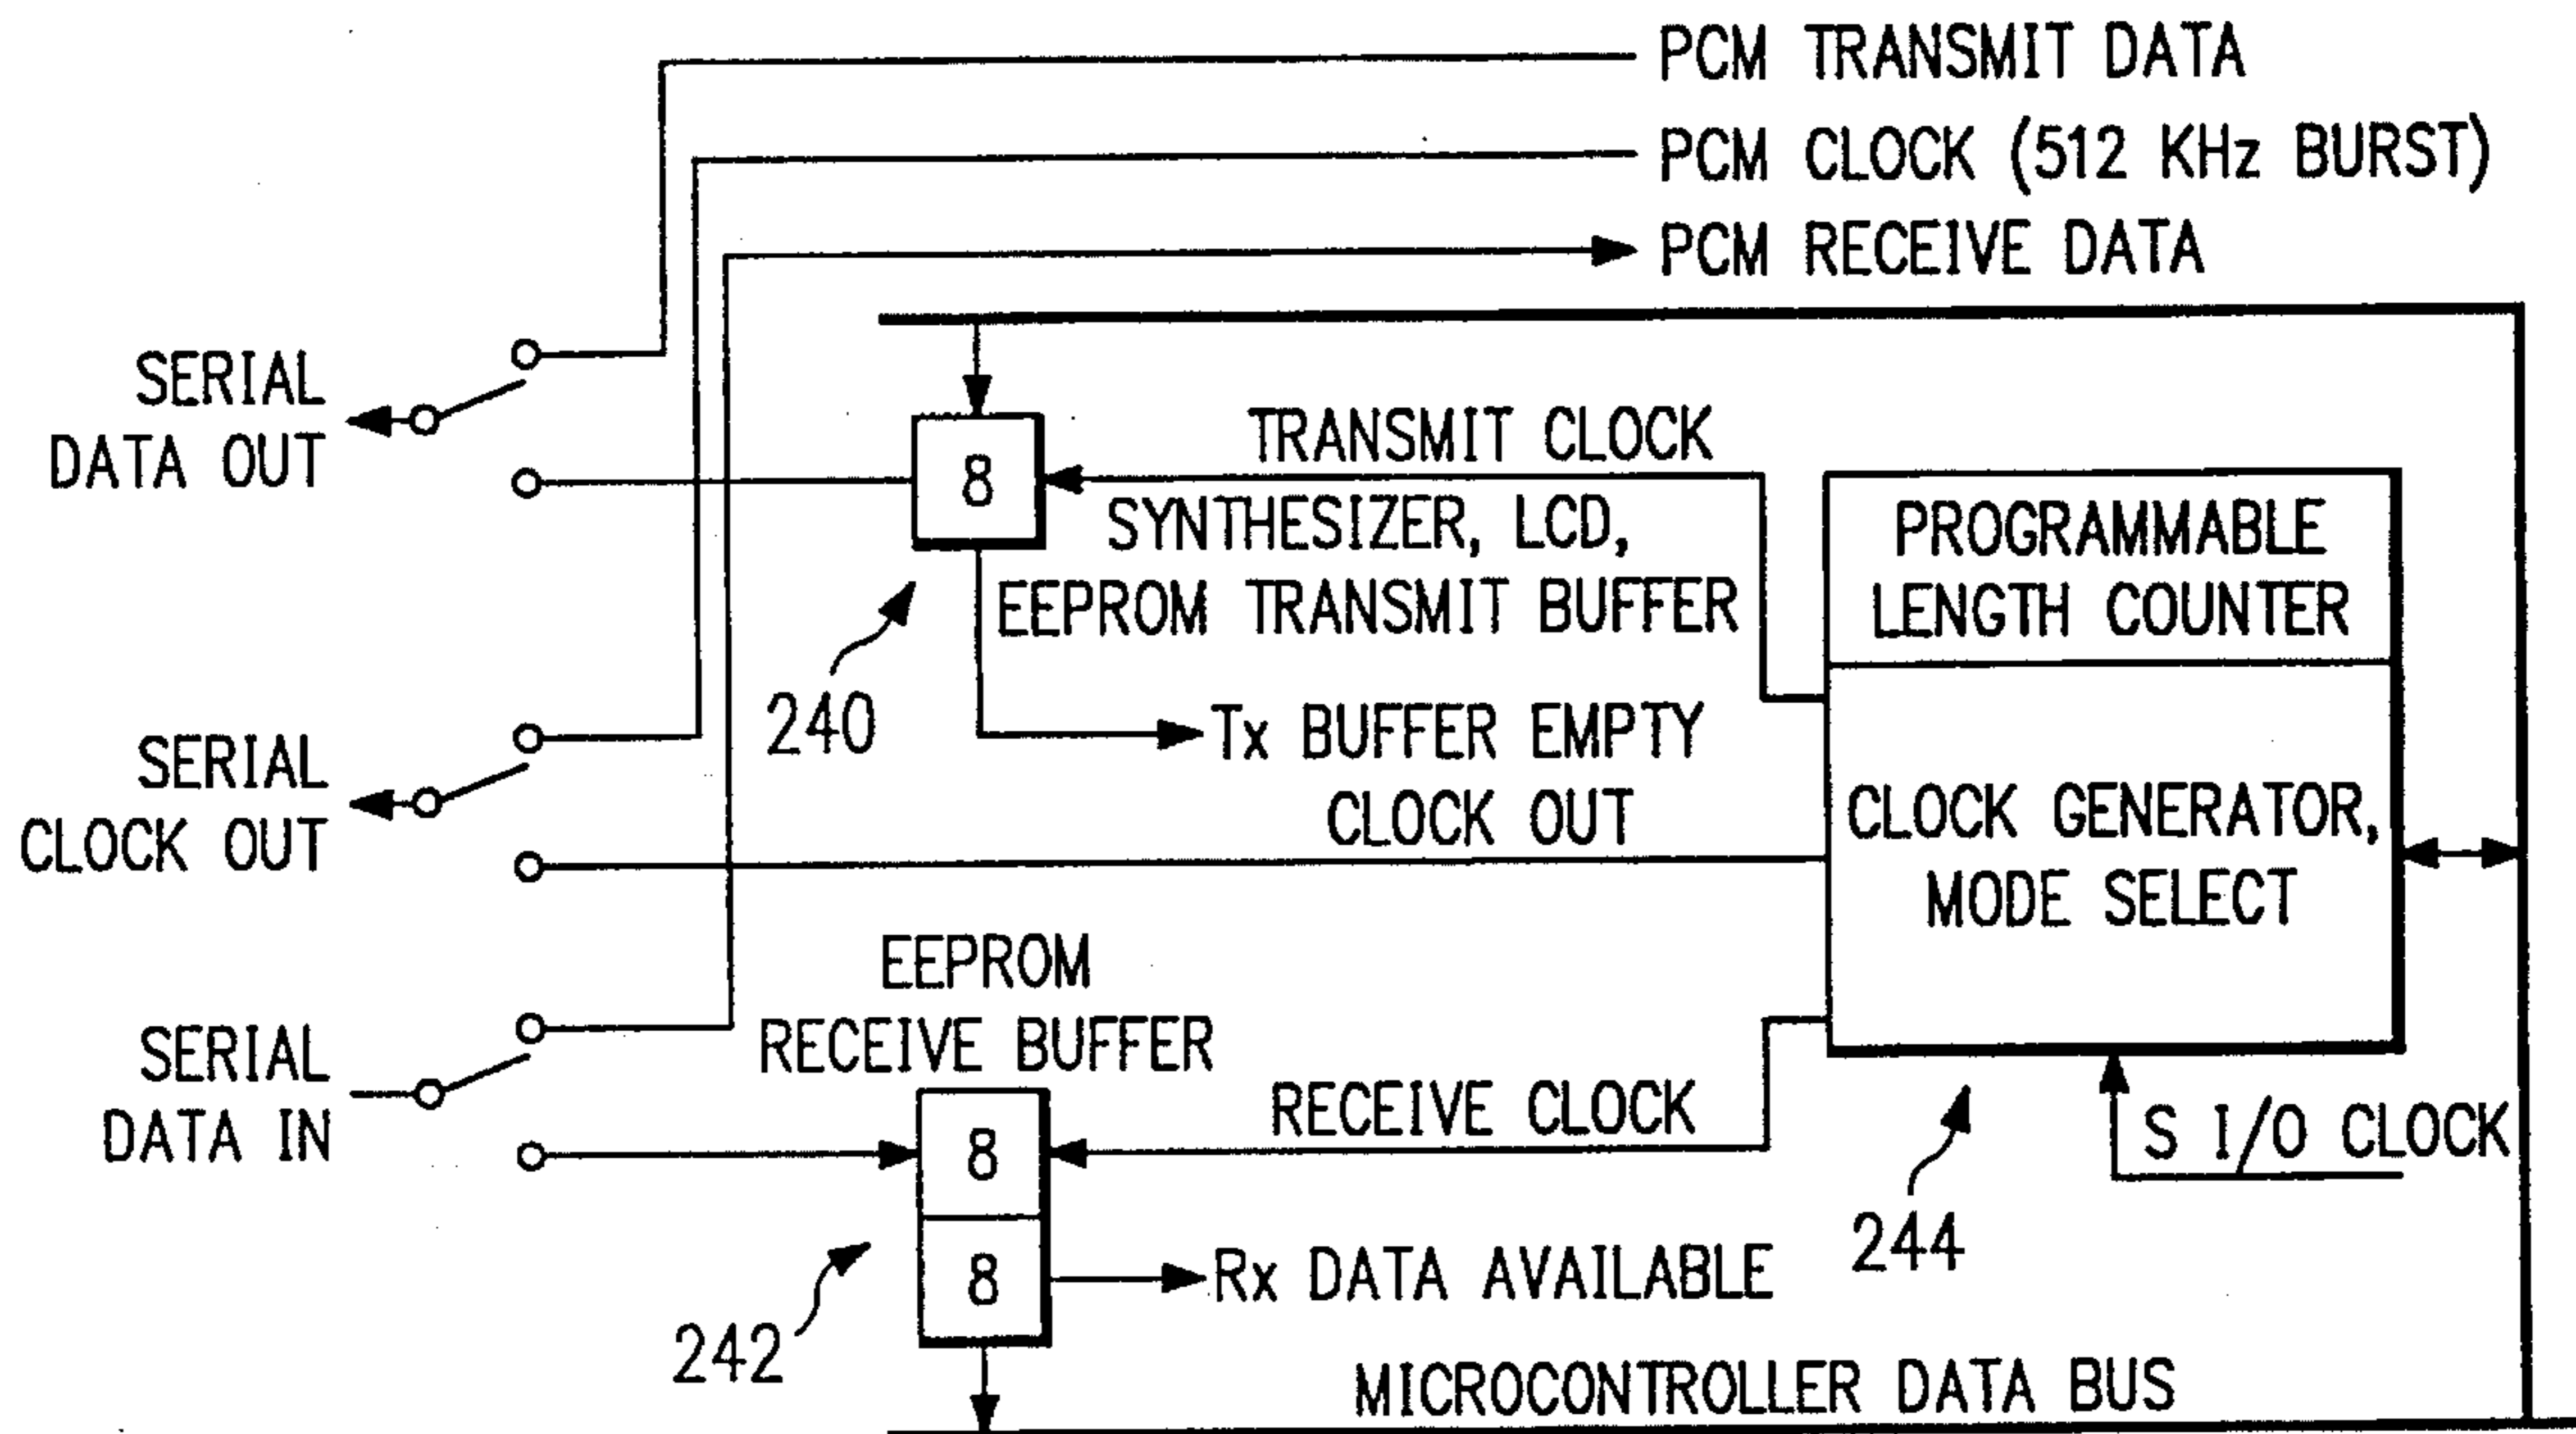 PCM TRANSMIT DATA
PCM CLOCK (512 KHz BURST)
PCM RECEIVE DATA
SERIAL
DATA OUT
8
TRANSMIT CLOCK
SYNTHESIZER, LCD,
EEPROM TRANSMIT BUFFER
240
Tx BUFFER EMPTY
PROGRAMMABLE
LENGTH COUNTER
CLOCK GENERATOR,
MODE SELECT
SERIAL
CLOCK OUT
CLOCK OUT
EEPROM
RECEIVE BUFFER
SERIAL
DATA IN
8
8
RECEIVE CLOCK
S I/O CLOCK
244
242
Rx DATA AVAILABLE
MICROCONTROLLER DATA BUS